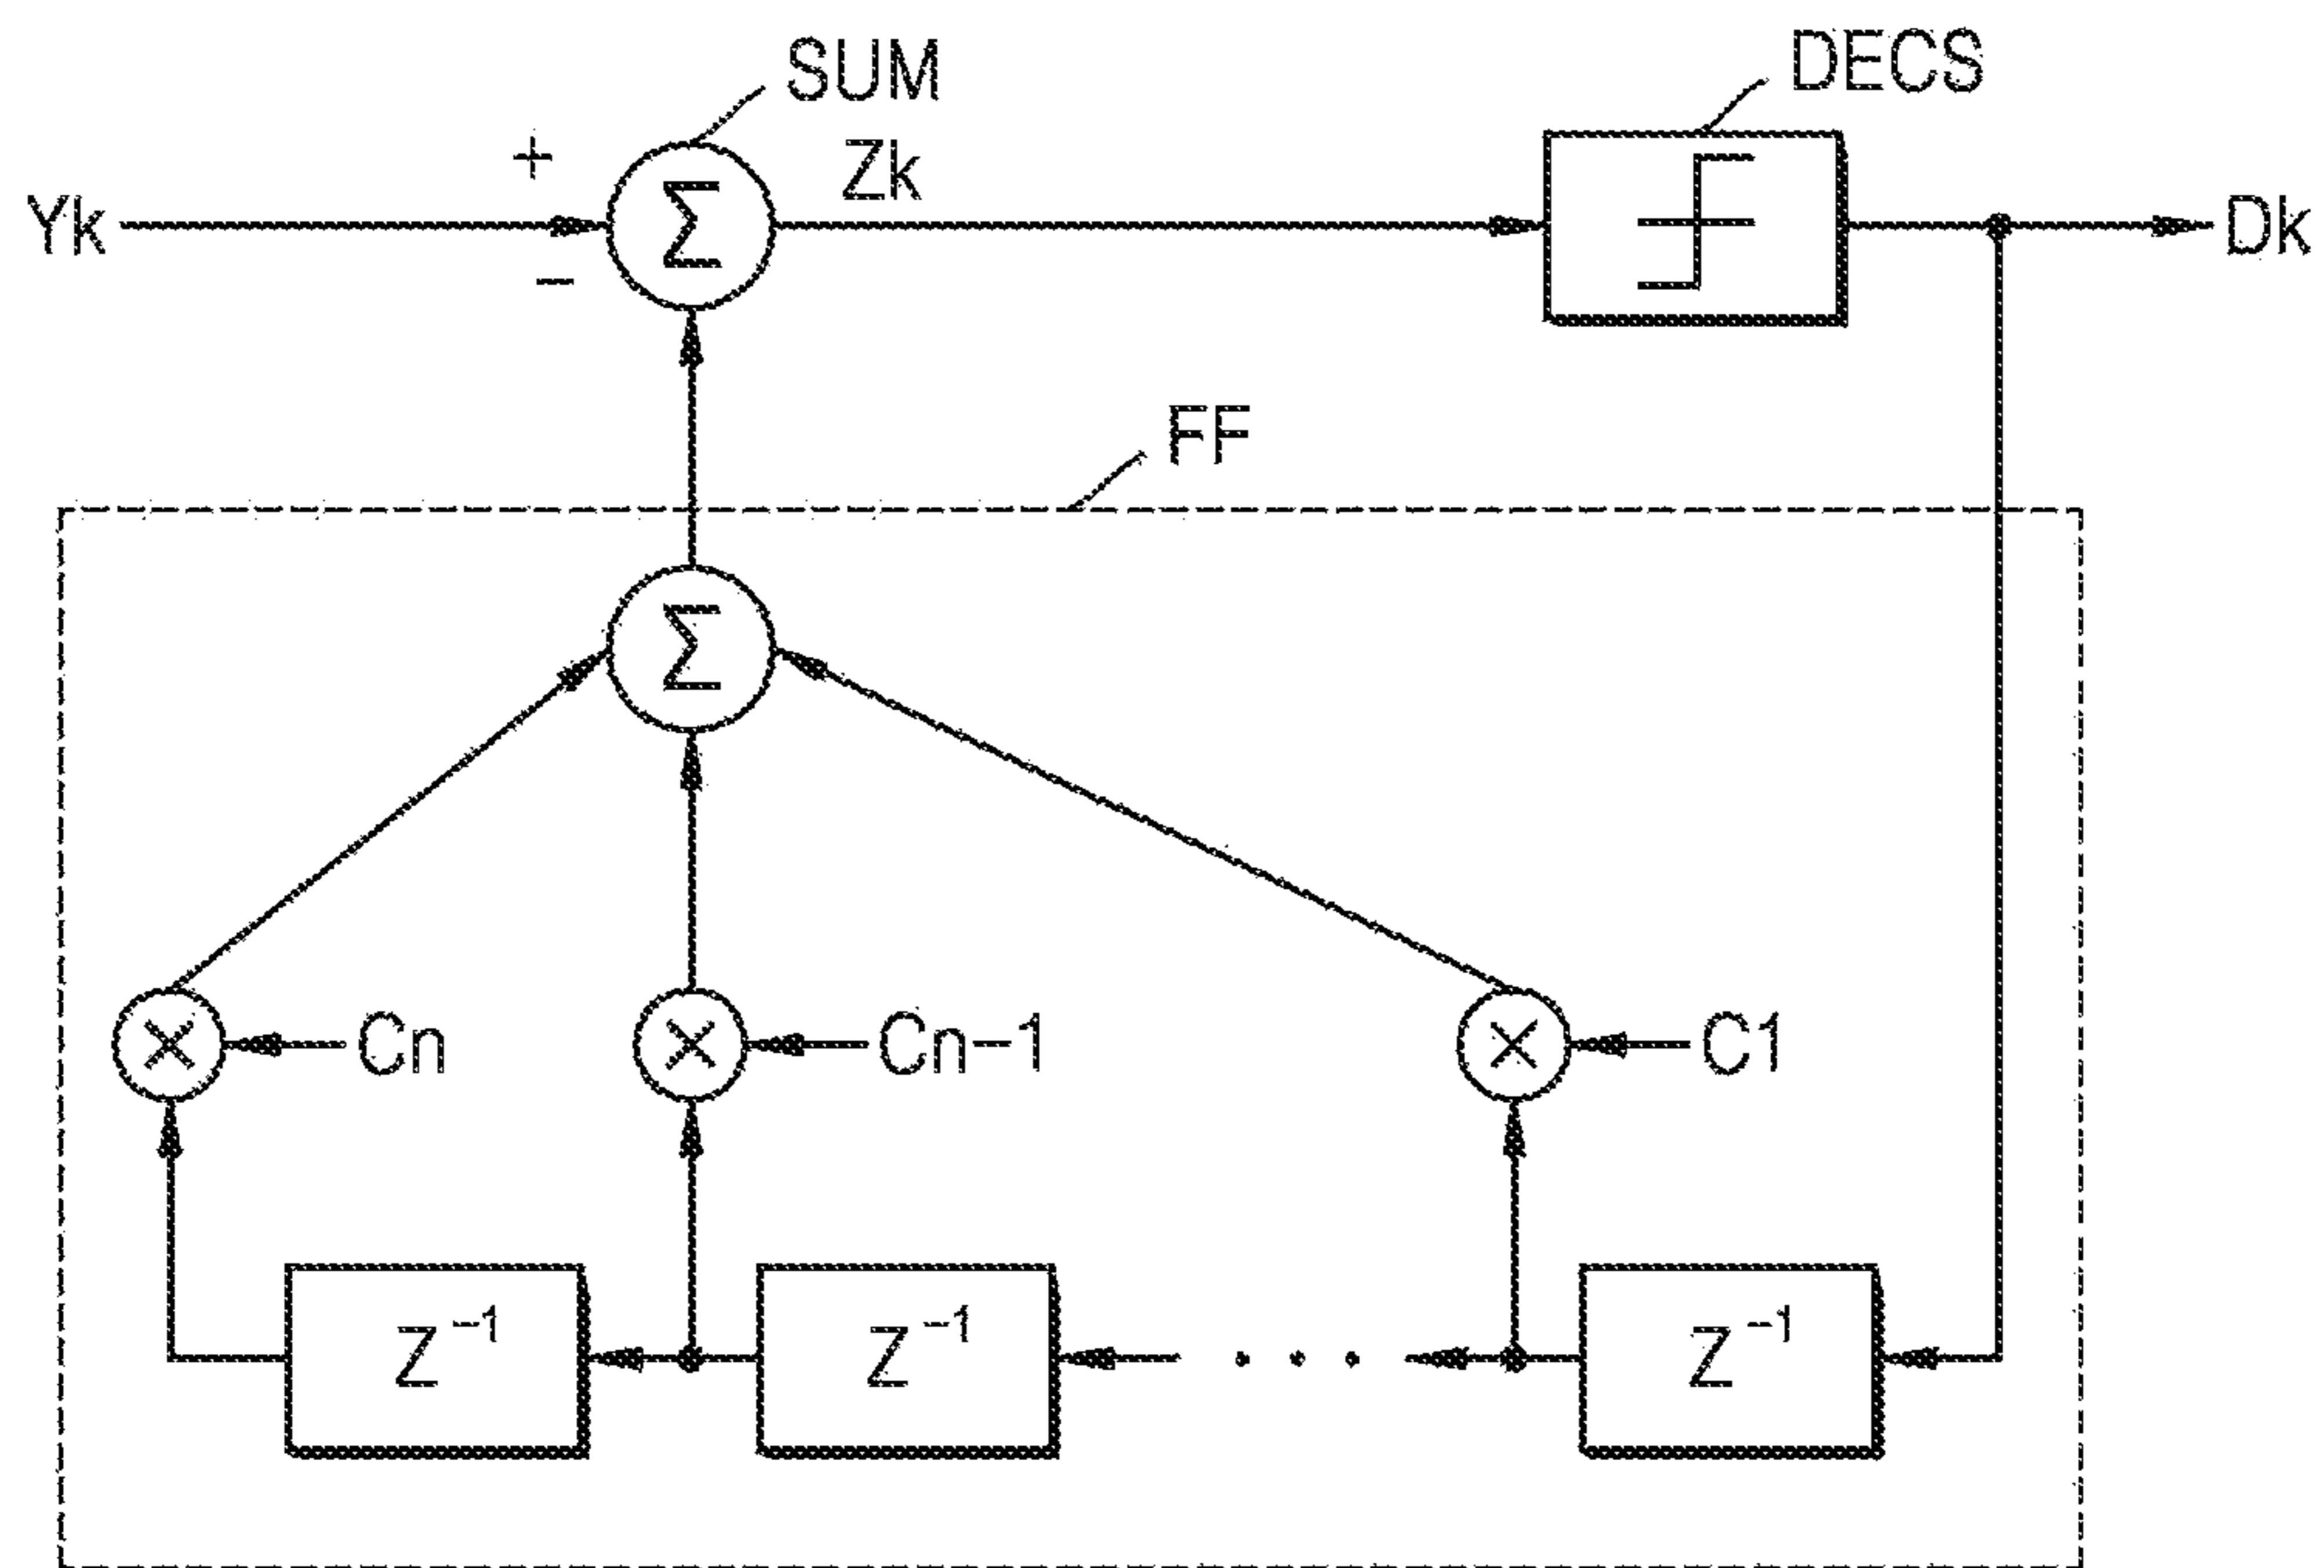 SUM
DECS
+
Zk
Yk
Σ
Dk
−
FF
Σ
×
Cn
×
Cn−1
×
C1
Z⁻¹
Z⁻¹
. . .
Z⁻¹